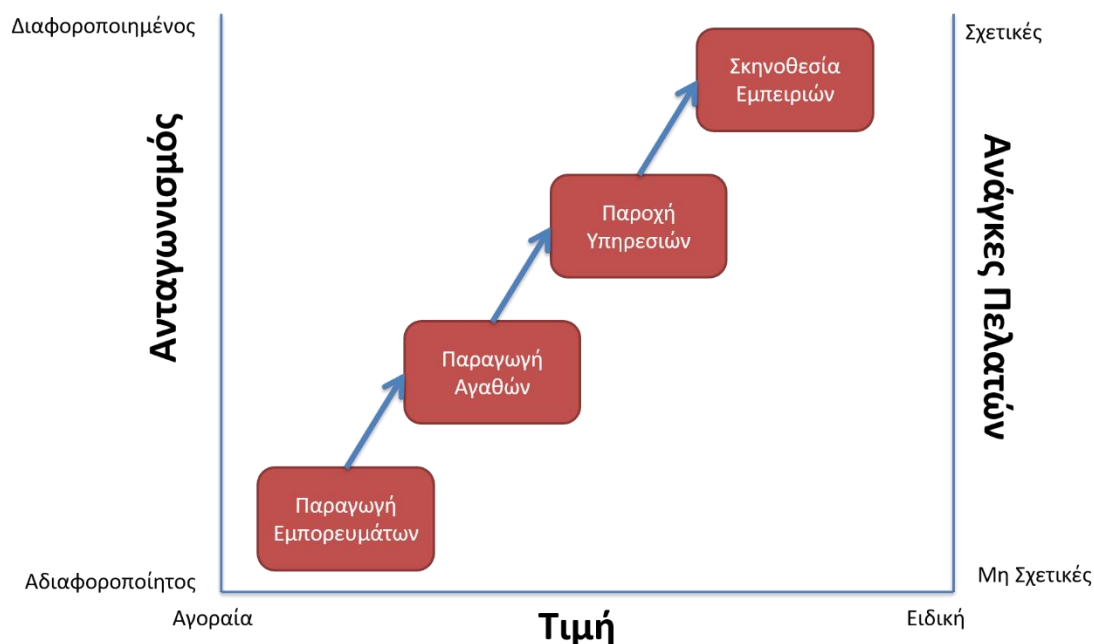 Διαφοροποιημένος
Σχετικές
Σκηνοθεσία
Εμπειριών
Ανταγωνισμός
Ανάγκες Πελατών
Παροχή
Υπηρεσιών
Παραγωγή
Αγαθών
Παραγωγή
Εμπορευμάτων
Αδιαφοροποίητος
Μη Σχετικές
Αγοραία
Τιμή
Ειδική